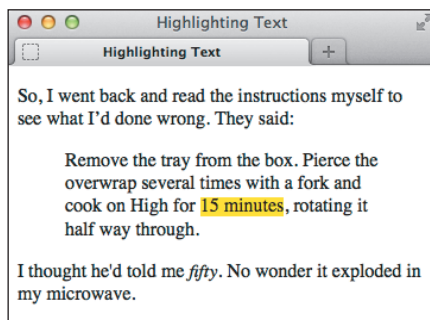 Highlighting Text
Highlighting Text
So, I went back and read the instructions myself to
see what I’d done wrong. They said:
Remove the tray from the box. Pierce the
overwrap several times with a fork and
cook on High for 15 minutes, rotating it
half way through.
I thought he'd told me fifty. No wonder it exploded in
my microwave.